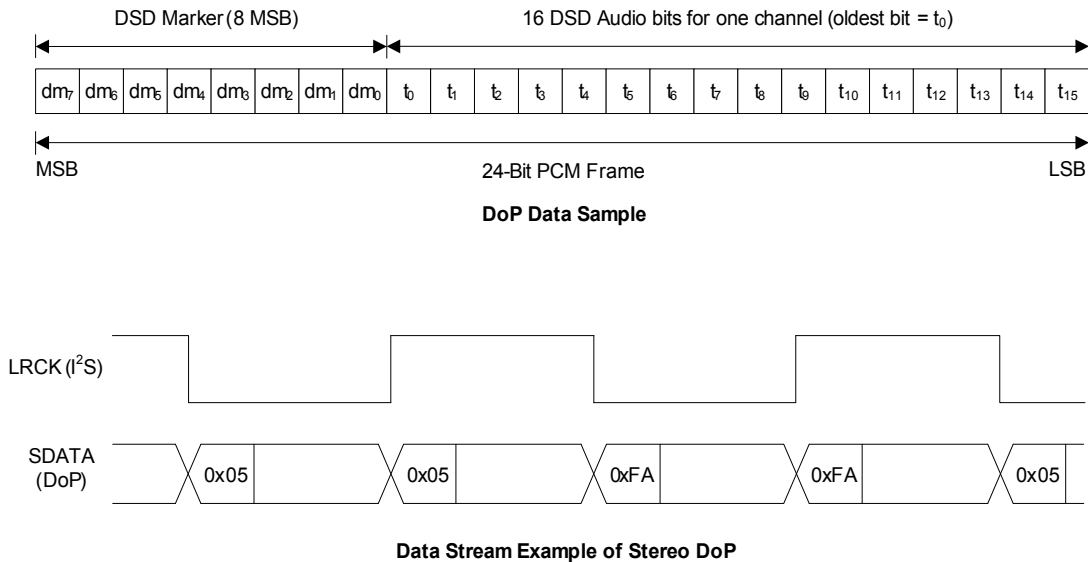 DSD Marker (8 MSB) 16 DSD Audio bits for one channel (oldest bit = t₀)
dm₇ dm₆ dm₅ dm₄ dm₃ dm₂ dm₁ dm₀ t₀ t₁ t₂ t₃ t₄ t₅ t₆ t₇ t₈ t₉ t₁₀ t₁₁ t₁₂ t₁₃ t₁₄ t₁₅
MSB 24-Bit PCM Frame LSB
DoP Data Sample
LRCK (I²S)
SDATA
(DoP)
0x05 0x05 0xFA 0xFA 0x05
Data Stream Example of Stereo DoP